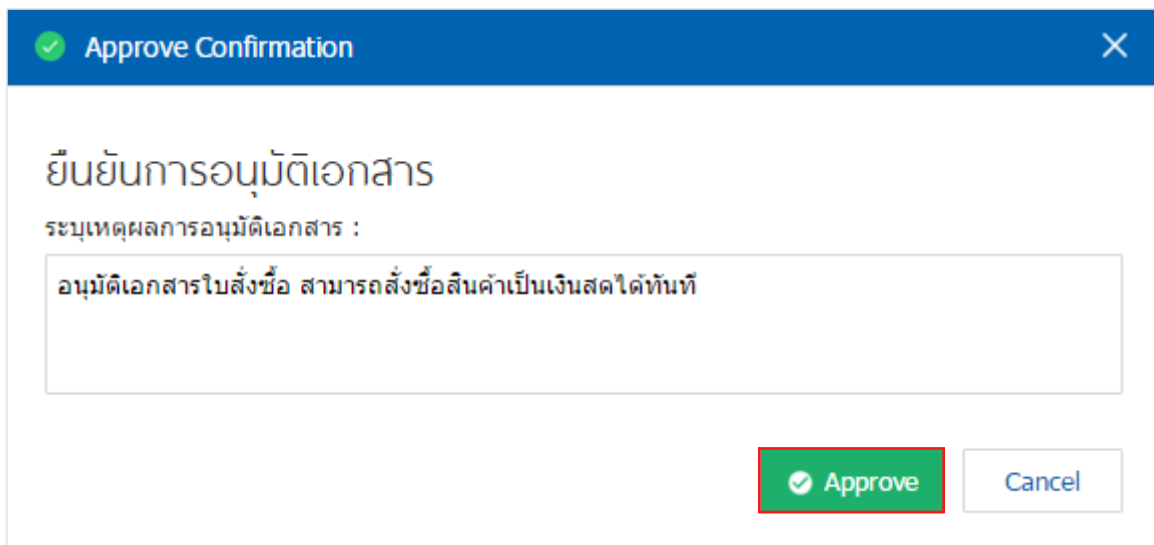 Approve Confirmation
ยืนยันการอนุมัติเอกสาร
ระบุเหตุผลการอนุมัติเอกสาร :
อนุมัติเอกสารใบสั่งซื้อ สามารถสั่งซื้อสินค้าเป็นเงินสดได้ทันที
Approve Cancel